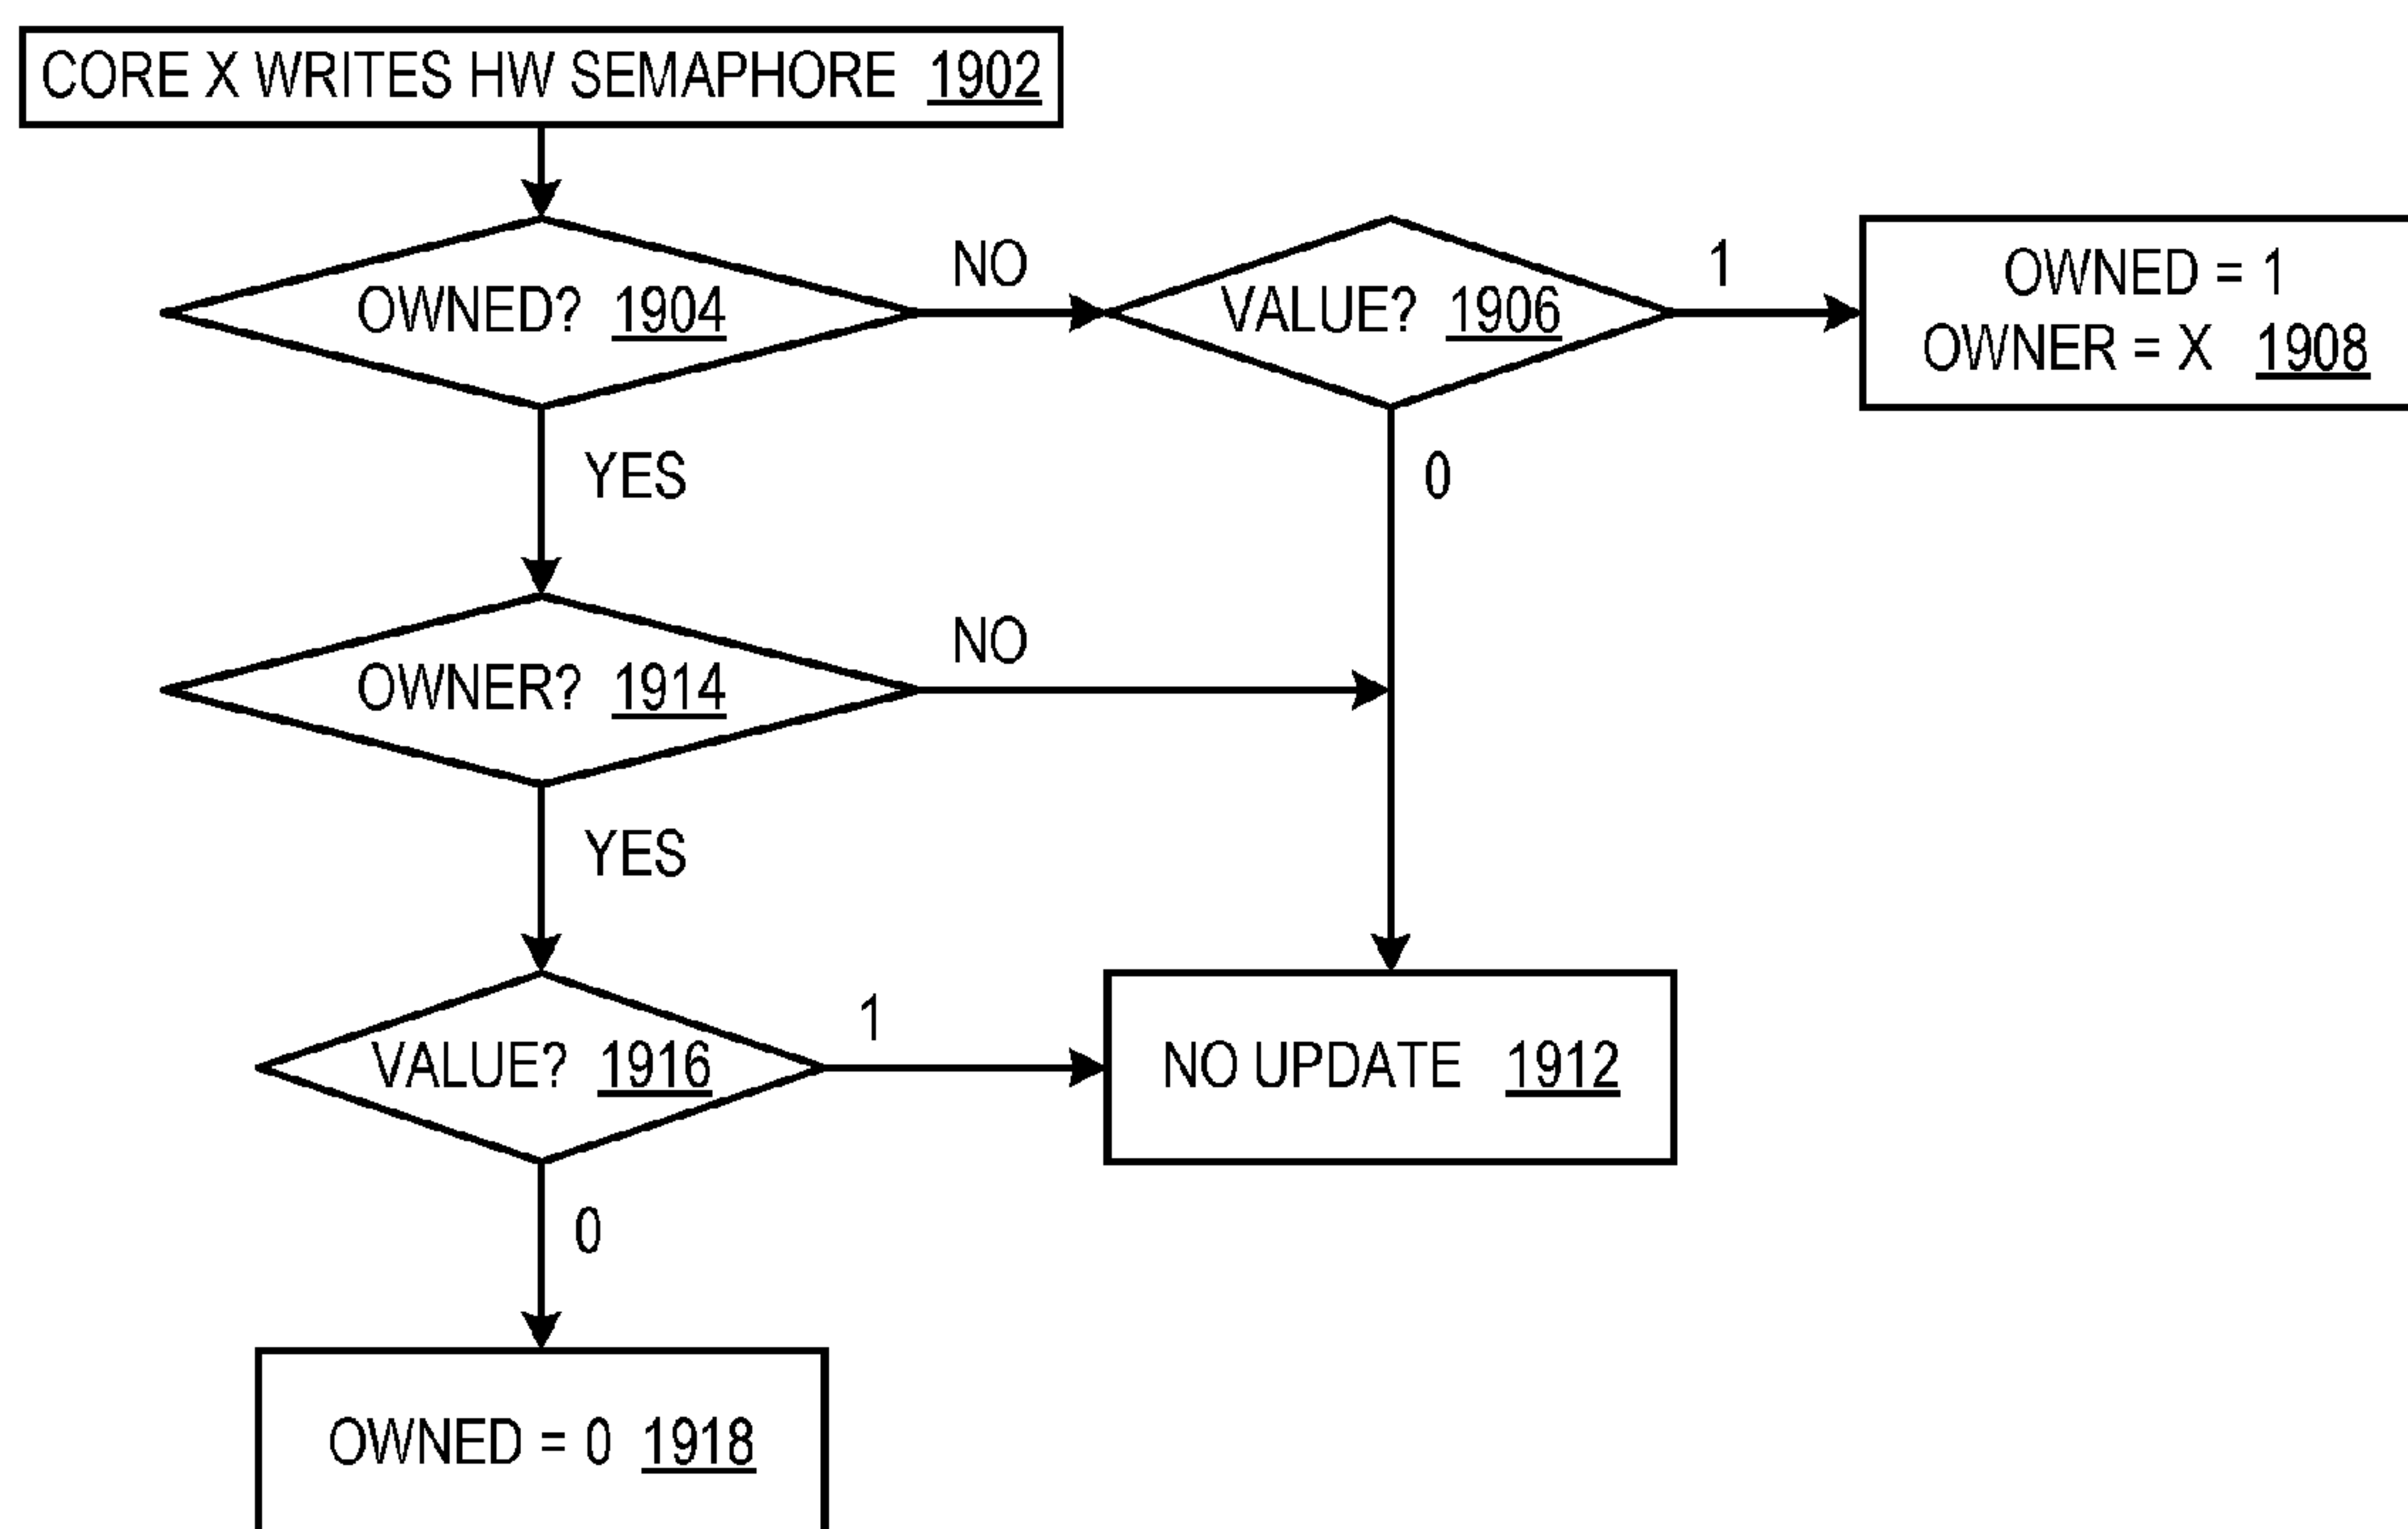 CORE X WRITES HW SEMAPHORE 1902
OWNED? 1904
NO
VALUE? 1906
1
OWNED = 1
OWNER = X 1908
YES
0
OWNER? 1914
NO
YES
VALUE? 1916
1
NO UPDATE 1912
0
OWNED = 0 1918